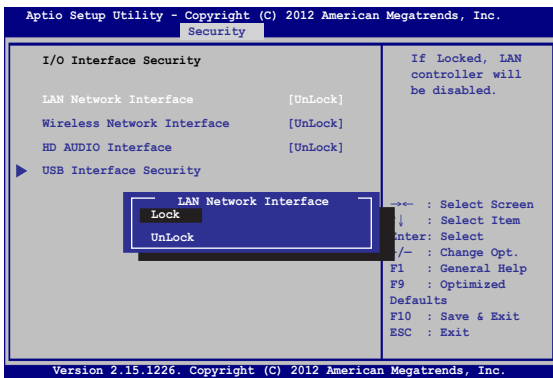 Aptio Setup Utility - Copyright (C) 2012 American Megatrends, Inc.
Security
I/O Interface Security
LAN Network Interface [UnLock]
Wireless Network Interface [UnLock]
HD AUDIO Interface [UnLock]
USB Interface Security
If Locked, LAN
controller will
be disabled.
LAN Network Interface
Lock
UnLock
→← : Select Screen
↓ : Select Item
Enter: Select
/— : Change Opt.
F1 : General Help
F9 : Optimized
Defaults
F10 : Save & Exit
ESC : Exit
Version 2.15.1226. Copyright (C) 2012 American Megatrends, Inc.